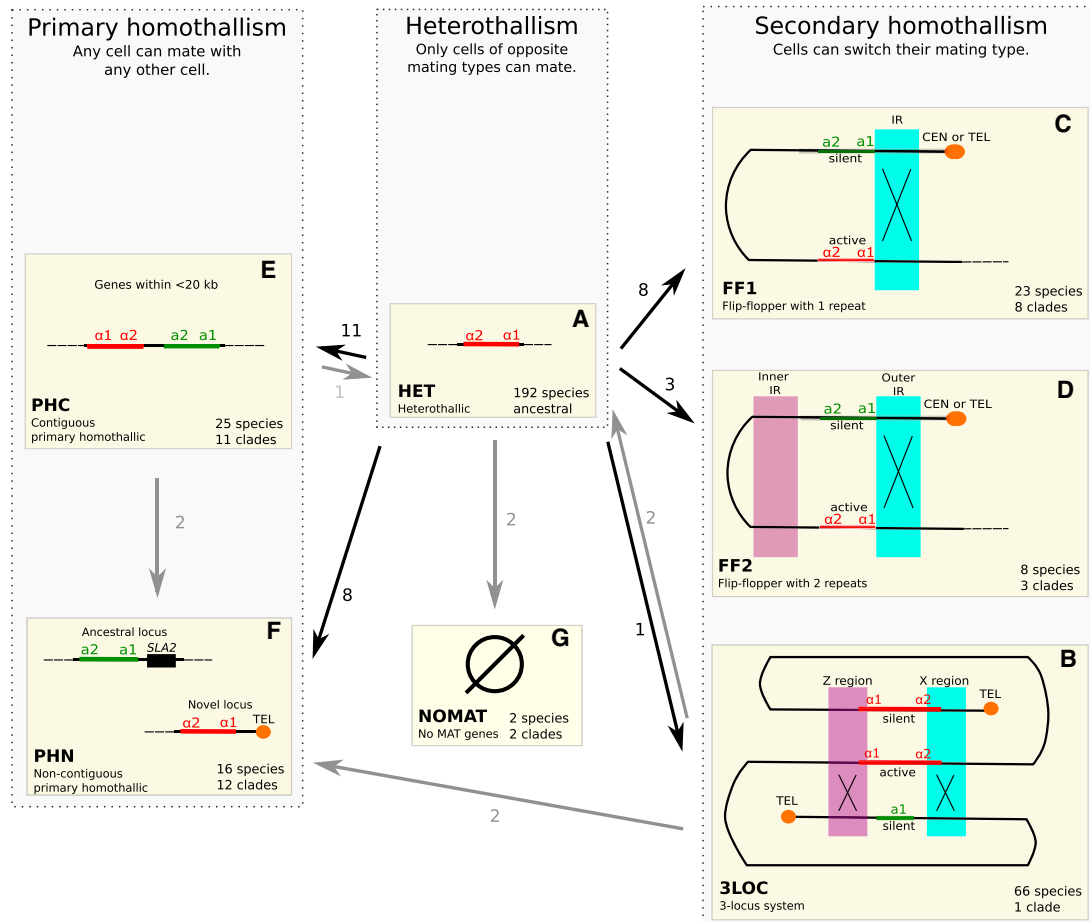 Primary homothallism
Any cell can mate with
any other cell.
E
Genes within <20 kb
α1 α2 a2 a1
PHC
Contiguous
primary homothallic
25 species
11 clades
2
F
Ancestral locus
a2 a1 SLA2
Novel locus
α2 α1 TEL
PHN
Non-contiguous
primary homothallic
16 species
12 clades
Heterothallism
Only cells of opposite
mating types can mate.
11
1
A
α2 α1
HET
Heterothallic
192 species
ancestral
8
3
8
2
2
1
G
NOMAT
No MAT genes
2 species
2 clades
2
Secondary homothallism
Cells can switch their mating type.
C
IR
a2 a1 CEN or TEL
silent
active
α2 α1
FF1
Flip-flopper with 1 repeat
23 species
8 clades
D
Inner
IR
Outer
IR
a2 a1 CEN or TEL
silent
active
α2 α1
FF2
Flip-flopper with 2 repeats
8 species
3 clades
B
Z region X region
α1 α2 TEL
silent
α1 α2
active
TEL a1
silent
3LOC
3-locus system
66 species
1 clade